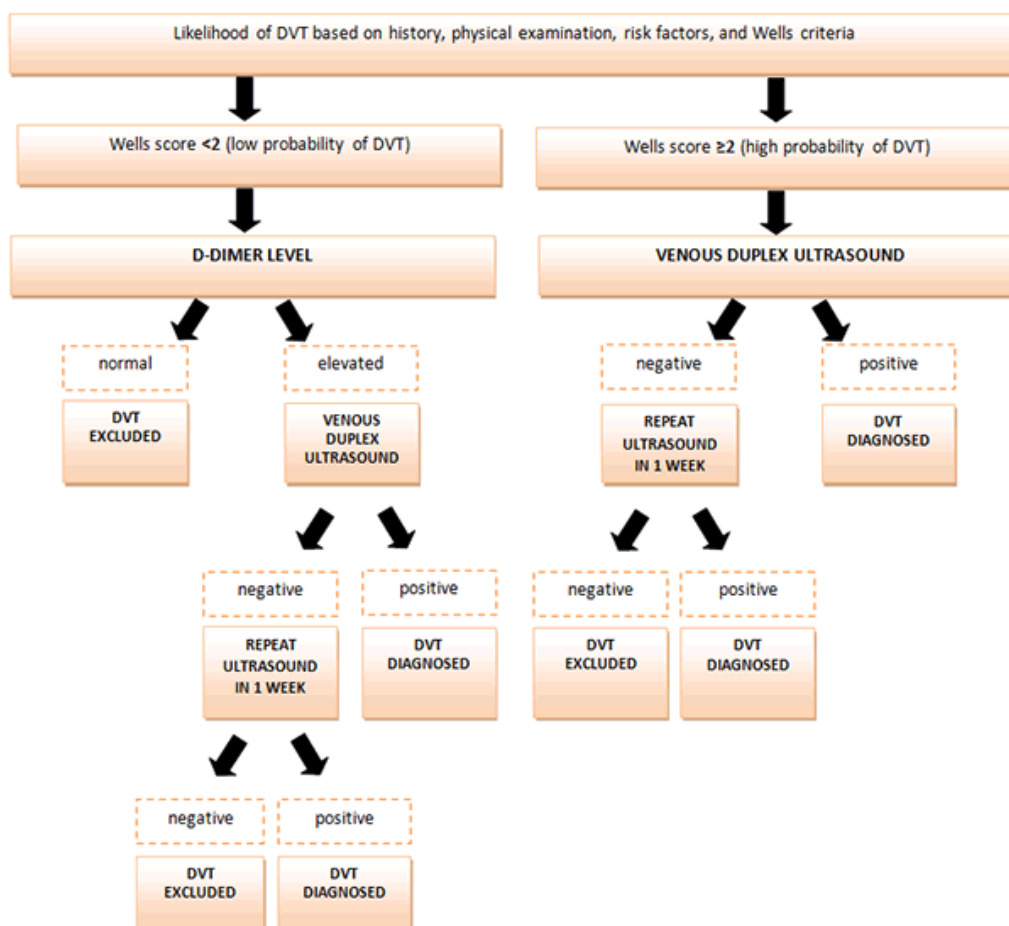 Likelihood of DVT based on history, physical examination, risk factors, and Wells criteria
Wells score <2 (low probability of DVT)
Wells score ≥2 (high probability of DVT)
D-DIMER LEVEL
VENOUS DUPLEX ULTRASOUND
normal
elevated
negative
positive
DVT
EXCLUDED
VENOUS
DUPLEX
ULTRASOUND
REPEAT
ULTRASOUND
IN 1 WEEK
DVT
DIAGNOSED
negative
positive
negative
positive
REPEAT
ULTRASOUND
IN 1 WEEK
DVT
DIAGNOSED
DVT
EXCLUDED
DVT
DIAGNOSED
negative
positive
DVT
EXCLUDED
DVT
DIAGNOSED